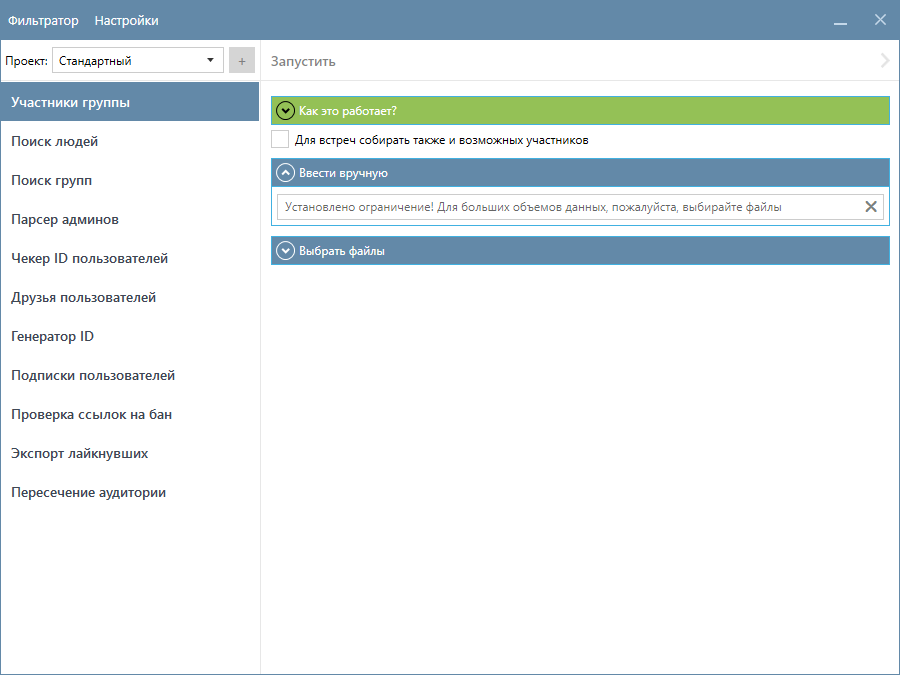 Фильтратор Настройки
Проект: Стандартный +
Запустить
Участники группы
Поиск людей
Поиск групп
Парсер админов
Чекер ID пользователей
Друзья пользователей
Генератор ID
Подписки пользователей
Проверка ссылок на бан
Экспорт лайкнувших
Пересечение аудитории
Как это работает?
Для встреч собирать также и возможных участников
Ввести вручную
Установлено ограничение! Для больших объемов данных, пожалуйста, выбирайте файлы
Выбрать файлы